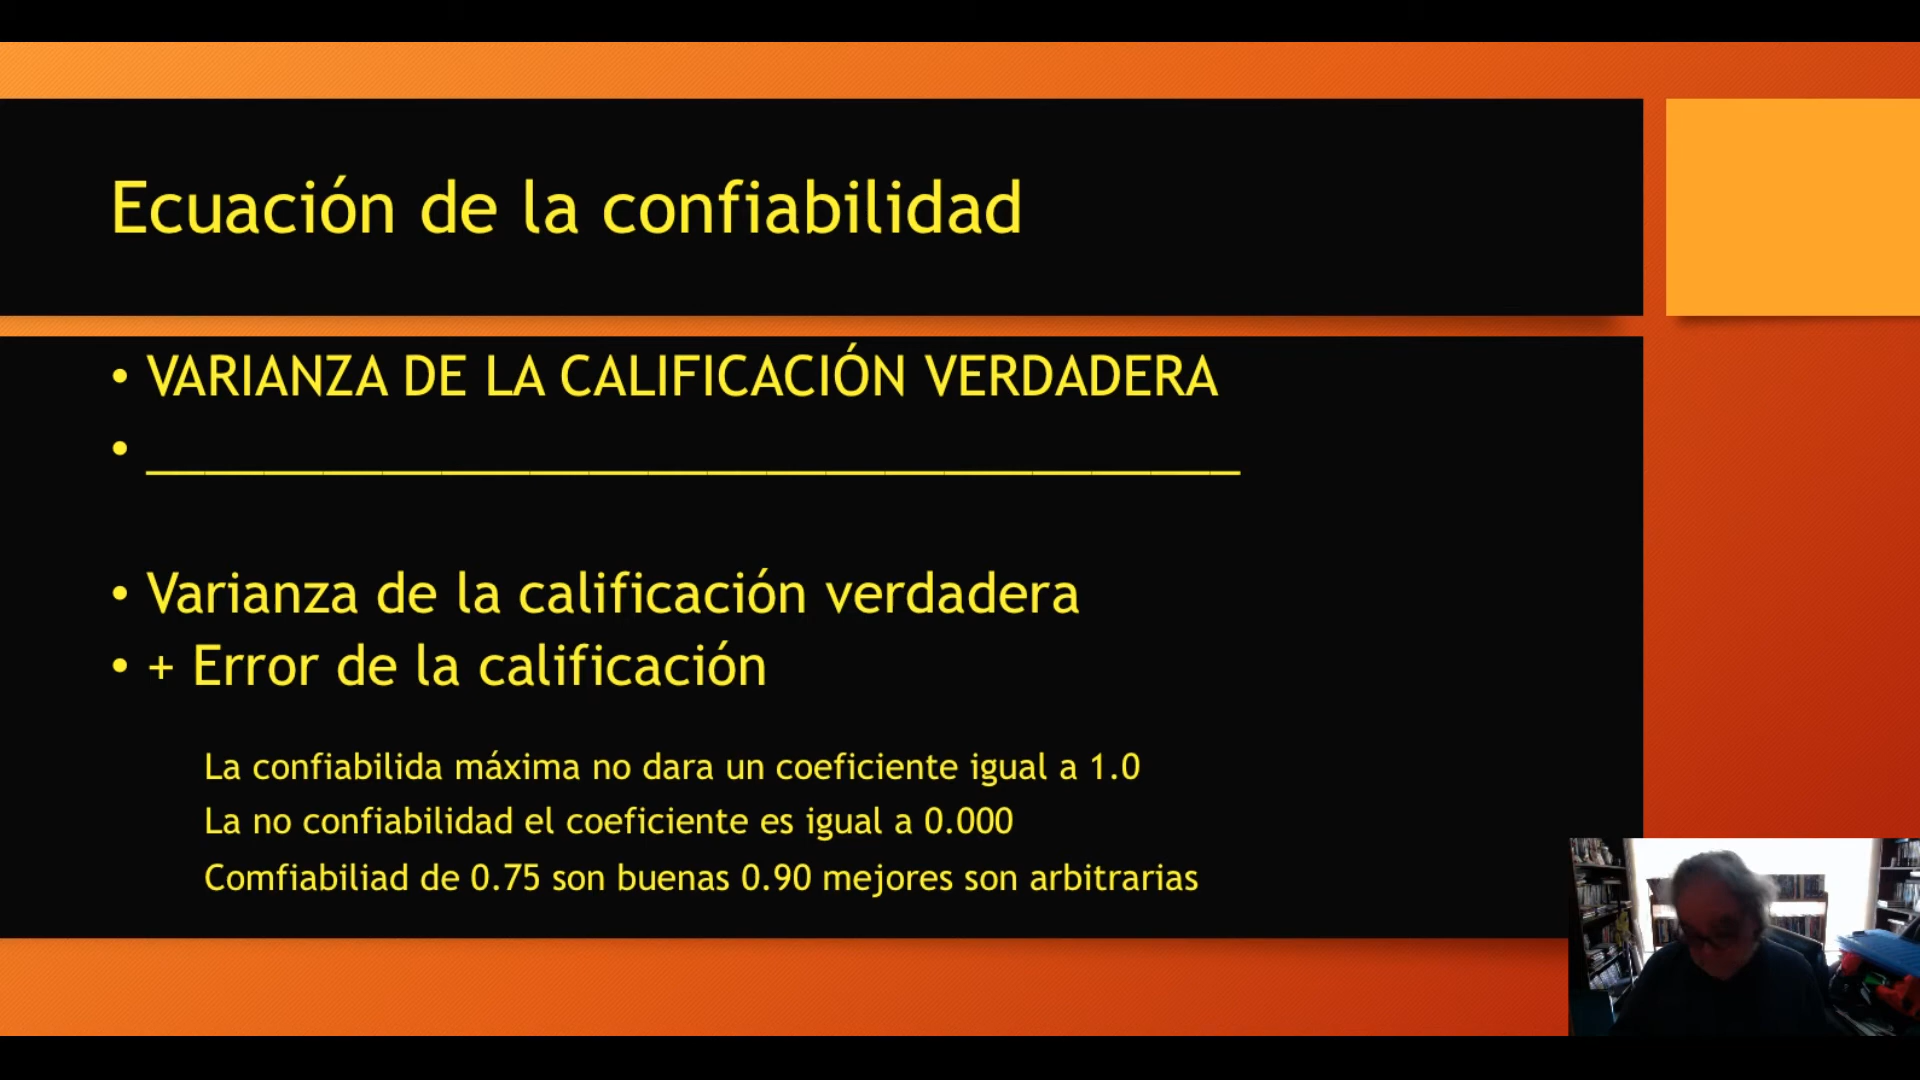 Ecuación de la confiabilidad
• VARIANZA DE LA CALIFICACIÓN VERDADERA
• _____________________________________
• Varianza de la calificación verdadera
• + Error de la calificación
La confiabilida máxima no dara un coeficiente igual a 1.0
La no confiabilidad el coeficiente es igual a 0.000
Comfiabiliad de 0.75 son buenas 0.90 mejores son arbitrarias